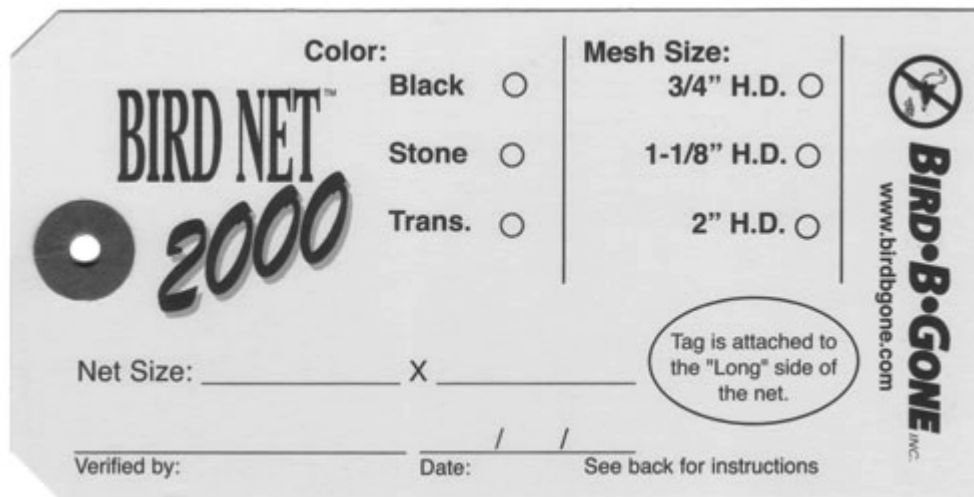 Color:
Black
Stone
Trans.
Mesh Size:
3/4" H.D.
1-1/8" H.D.
2" H.D.
BIRD NET™
2000
Net Size: ____________ X ____________
Tag is attached to
the "Long" side of
the net.
/ /
Verified by:
Date:
See back for instructions
BIRD•B•GONE INC.
www.birdbgone.com